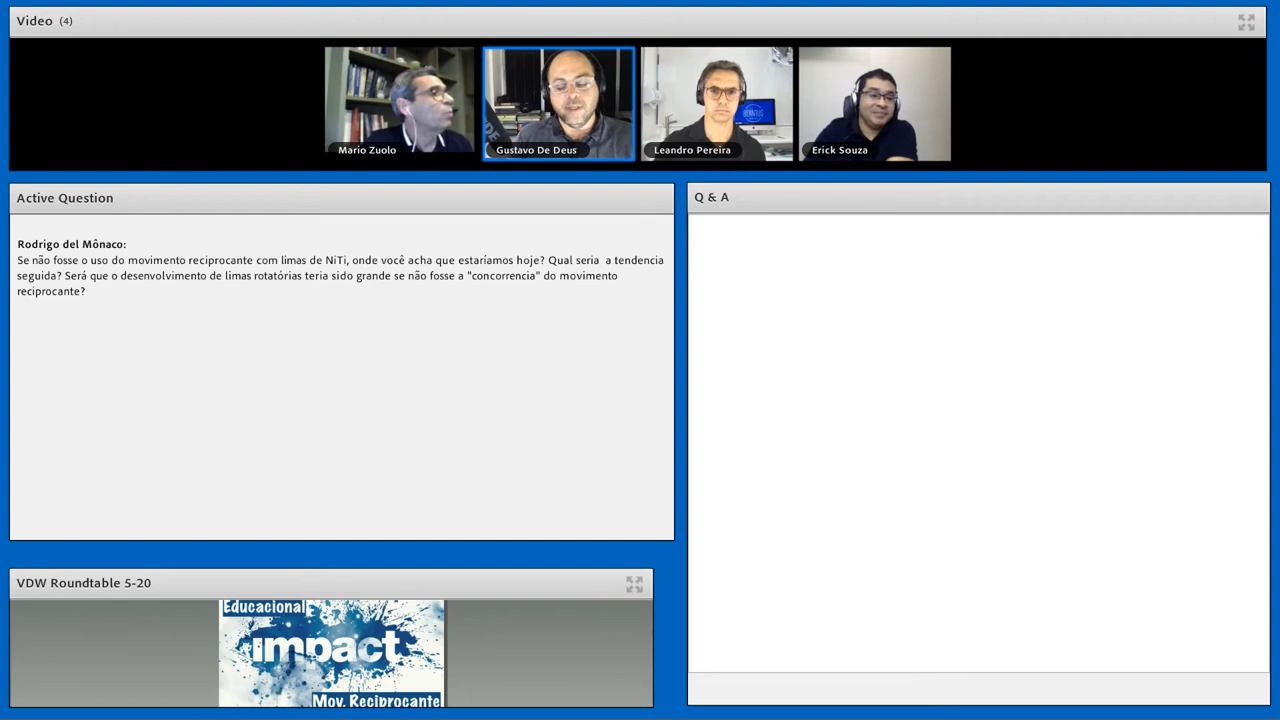 Video (4)
Mario Zuolo
Gustavo De Deus
Leandro Pereira
Erick Souza
Active Question
Q & A
Rodrigo del Mônaco:
Se não fosse o uso do movimento reciprocante com limas de NiTi, onde você acha que estaríamos hoje? Qual seria a tendencia
seguida? Será que o desenvolvimento de limas rotatórias teria sido grande se não fosse a "concorrencia" do movimento
reciprocante?
VDW Roundtable 5-20
Educacional
impact
Mov. Reciprocante